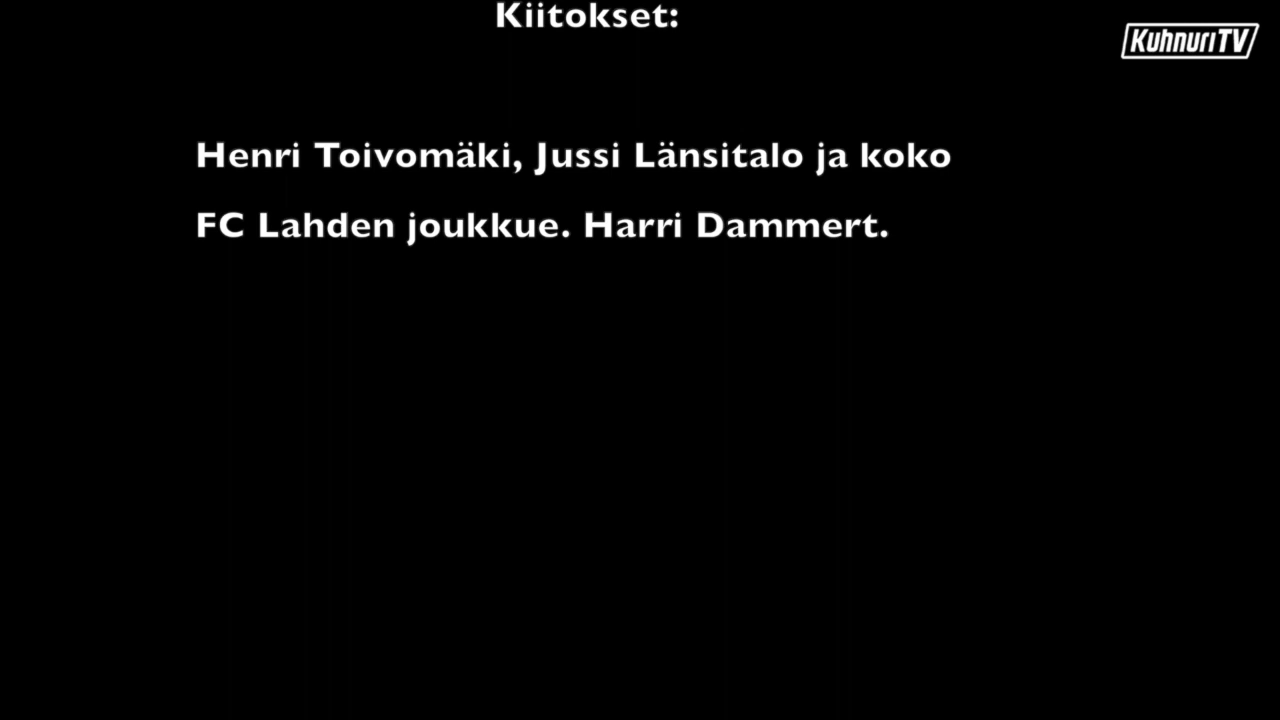 Kiitokset:
KuhnuriTV
Henri Toivomäki, Jussi Länsitalo ja koko
FC Lahden joukkue. Harri Dammert.